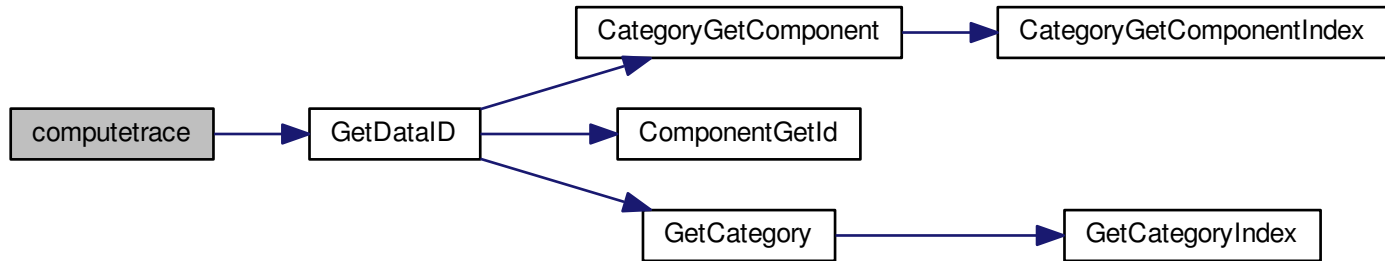 computetrace
GetDataID
CategoryGetComponent
CategoryGetComponentIndex
ComponentGetId
GetCategory
GetCategoryIndex